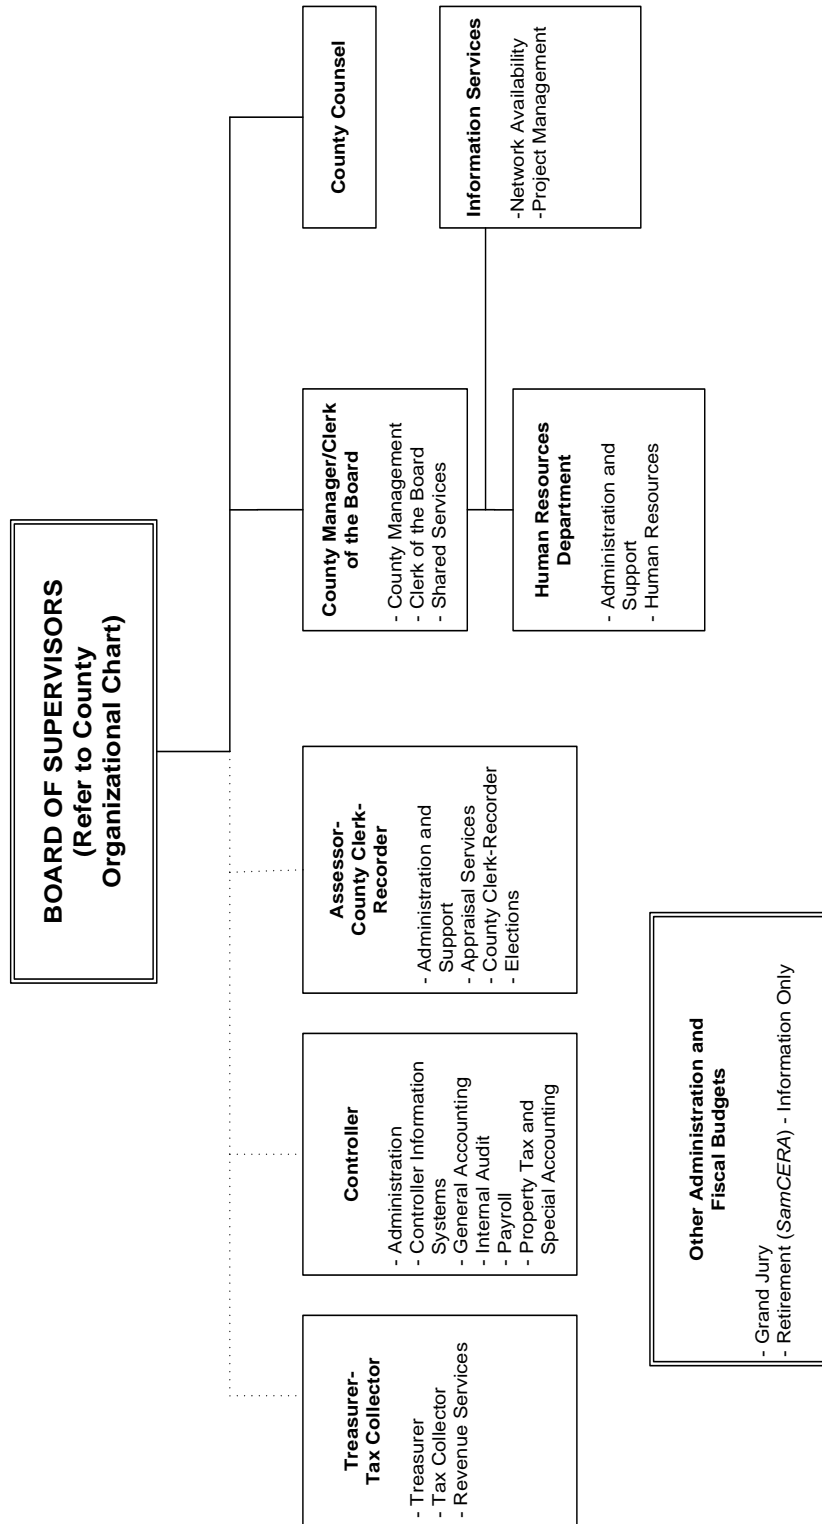 BOARD OF SUPERVISORS
(Refer to County
Organizational Chart)
Treasurer-
Tax Collector
- Treasurer
- Tax Collector
- Revenue Services
Controller
- Administration
- Controller Information
Systems
- General Accounting
- Internal Audit
- Payroll
- Property Tax and
Special Accounting
Assessor-
County Clerk-
Recorder
- Administration and
Support
- Appraisal Services
- County Clerk-Recorder
- Elections
County Manager/Clerk
of the Board
- County Management
- Clerk of the Board
- Shared Services
County Counsel
Human Resources
Department
- Administration and
Support
- Human Resources
Information Services
-Network Availability
-Project Management
Other Administration and
Fiscal Budgets
- Grand Jury
- Retirement (SamCERA) - Information Only